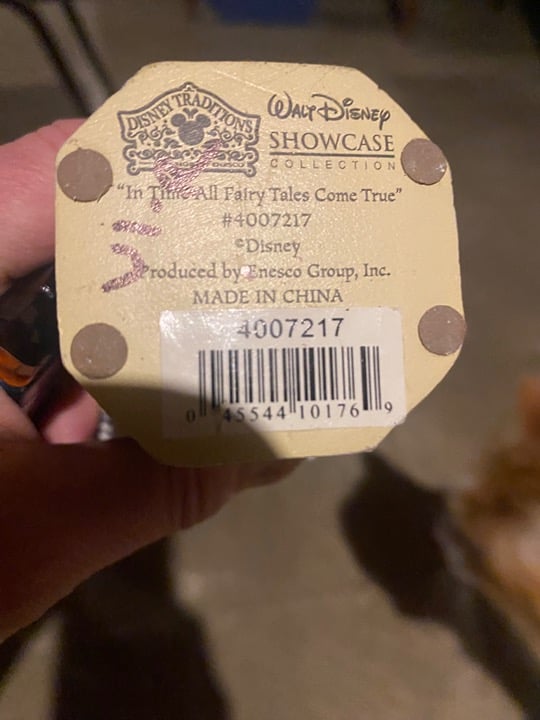 DISNEY TRADITIONS
WALT DISNEY
SHOWCASE
COLLECTION
"In Time All Fairy Tales Come True"
#4007217
©Disney
Produced by Enesco Group, Inc.
MADE IN CHINA
4007217
0 45544 10176 9